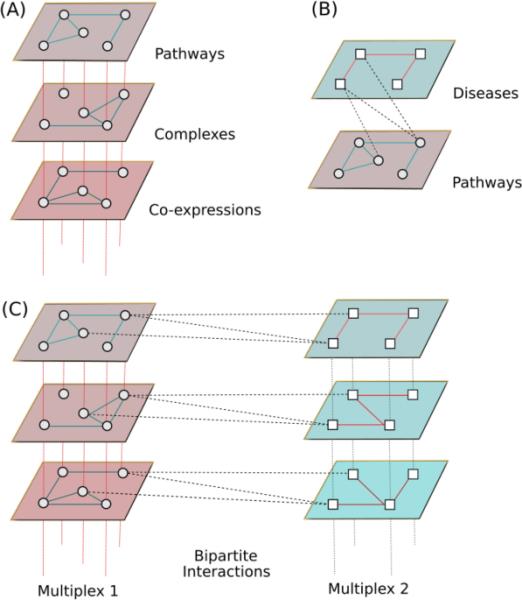 (A)
Pathways
Complexes
Co-expressions
(B)
Diseases
Pathways
(C)
Bipartite
Interactions
Multiplex 1
Multiplex 2